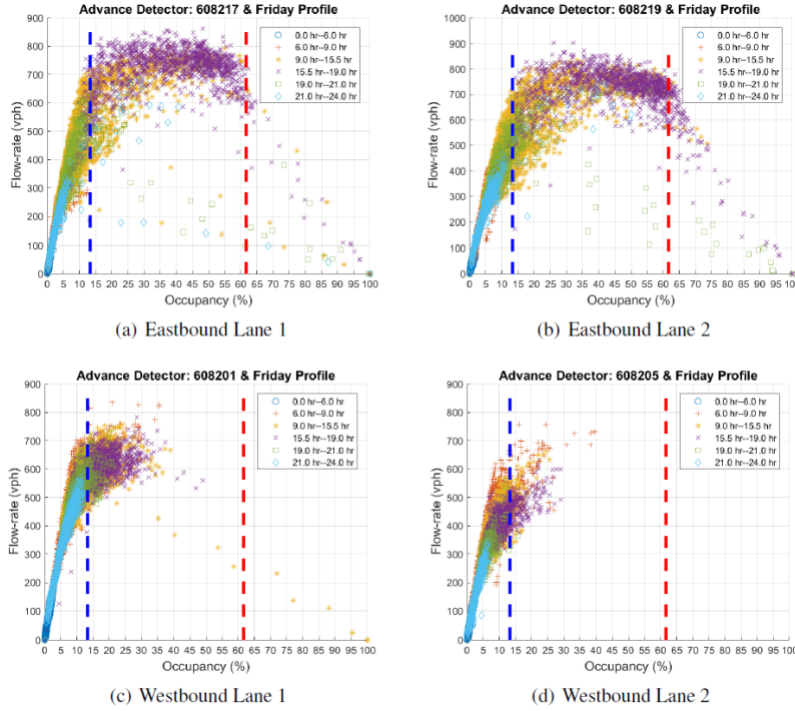 Advance Detector: 608217 & Friday Profile
900
800
700
600
500
400
300
200
100
0
Flow-rate (vph)
0 5 10 15 20 25 30 35 40 45 50 55 60 65 70 75 80 85 90 95 100
Occupancy (%)
0.0 hr--6.0 hr
6.0 hr--9.0 hr
9.0 hr--15.5 hr
15.5 hr--19.0 hr
19.0 hr--21.0 hr
21.0 hr--24.0 hr
(a) Eastbound Lane 1
Advance Detector: 608219 & Friday Profile
1000
900
800
700
600
500
400
300
200
100
0
Flow-rate (vph)
0 5 10 15 20 25 30 35 40 45 50 55 60 65 70 75 80 85 90 95 100
Occupancy (%)
0.0 hr--6.0 hr
6.0 hr--9.0 hr
9.0 hr--15.5 hr
15.5 hr--19.0 hr
19.0 hr--21.0 hr
21.0 hr--24.0 hr
(b) Eastbound Lane 2
Advance Detector: 608201 & Friday Profile
900
800
700
600
500
400
300
200
100
0
Flow-rate (vph)
0 5 10 15 20 25 30 35 40 45 50 55 60 65 70 75 80 85 90 95 100
Occupancy (%)
0.0 hr--6.0 hr
6.0 hr--9.0 hr
9.0 hr--15.5 hr
15.5 hr--19.0 hr
19.0 hr--21.0 hr
21.0 hr--24.0 hr
(c) Westbound Lane 1
Advance Detector: 608205 & Friday Profile
900
800
700
600
500
400
300
200
100
0
Flow-rate (vph)
0 5 10 15 20 25 30 35 40 45 50 55 60 65 70 75 80 85 90 95 100
Occupancy (%)
0.0 hr--6.0 hr
6.0 hr--9.0 hr
9.0 hr--15.5 hr
15.5 hr--19.0 hr
19.0 hr--21.0 hr
21.0 hr--24.0 hr
(d) Westbound Lane 2